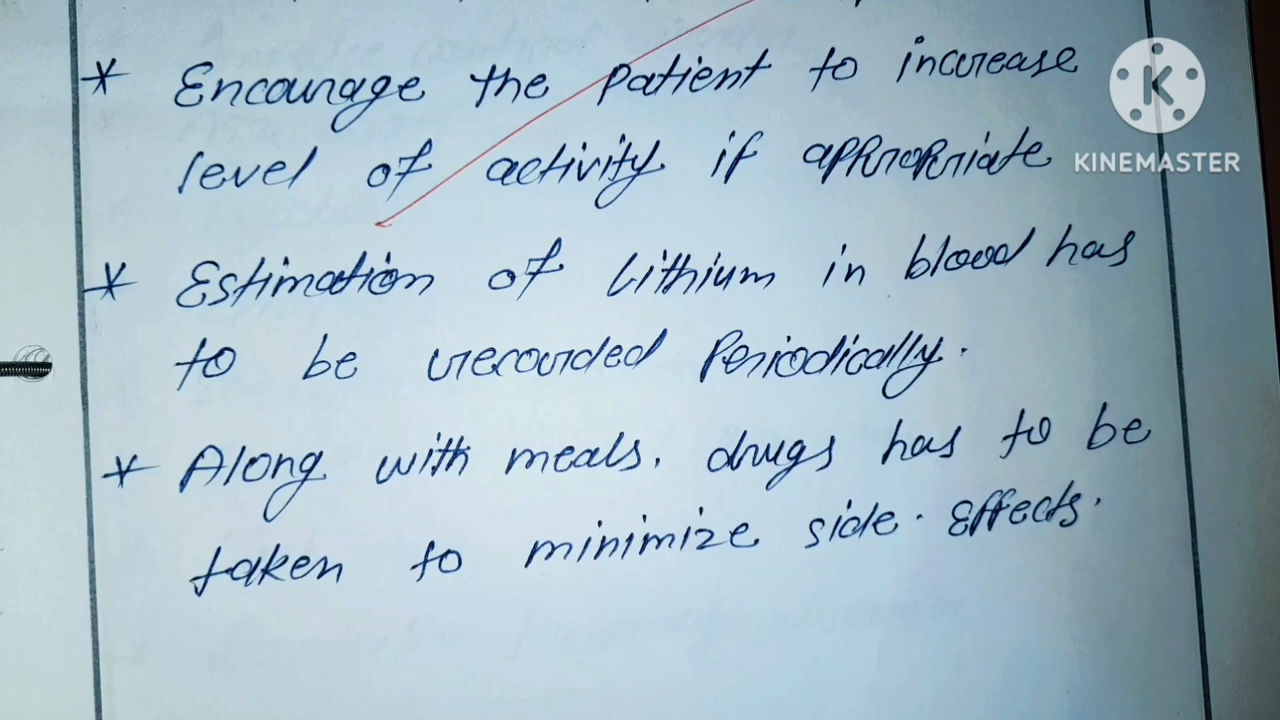 * Encourage the patient to increase
level of activity if appropriate
* Estimation of Lithium in blood has
to be recorded Periodically.
* Along with meals. drugs has to be
taken to minimize side. effects.
K
KINEMASTER